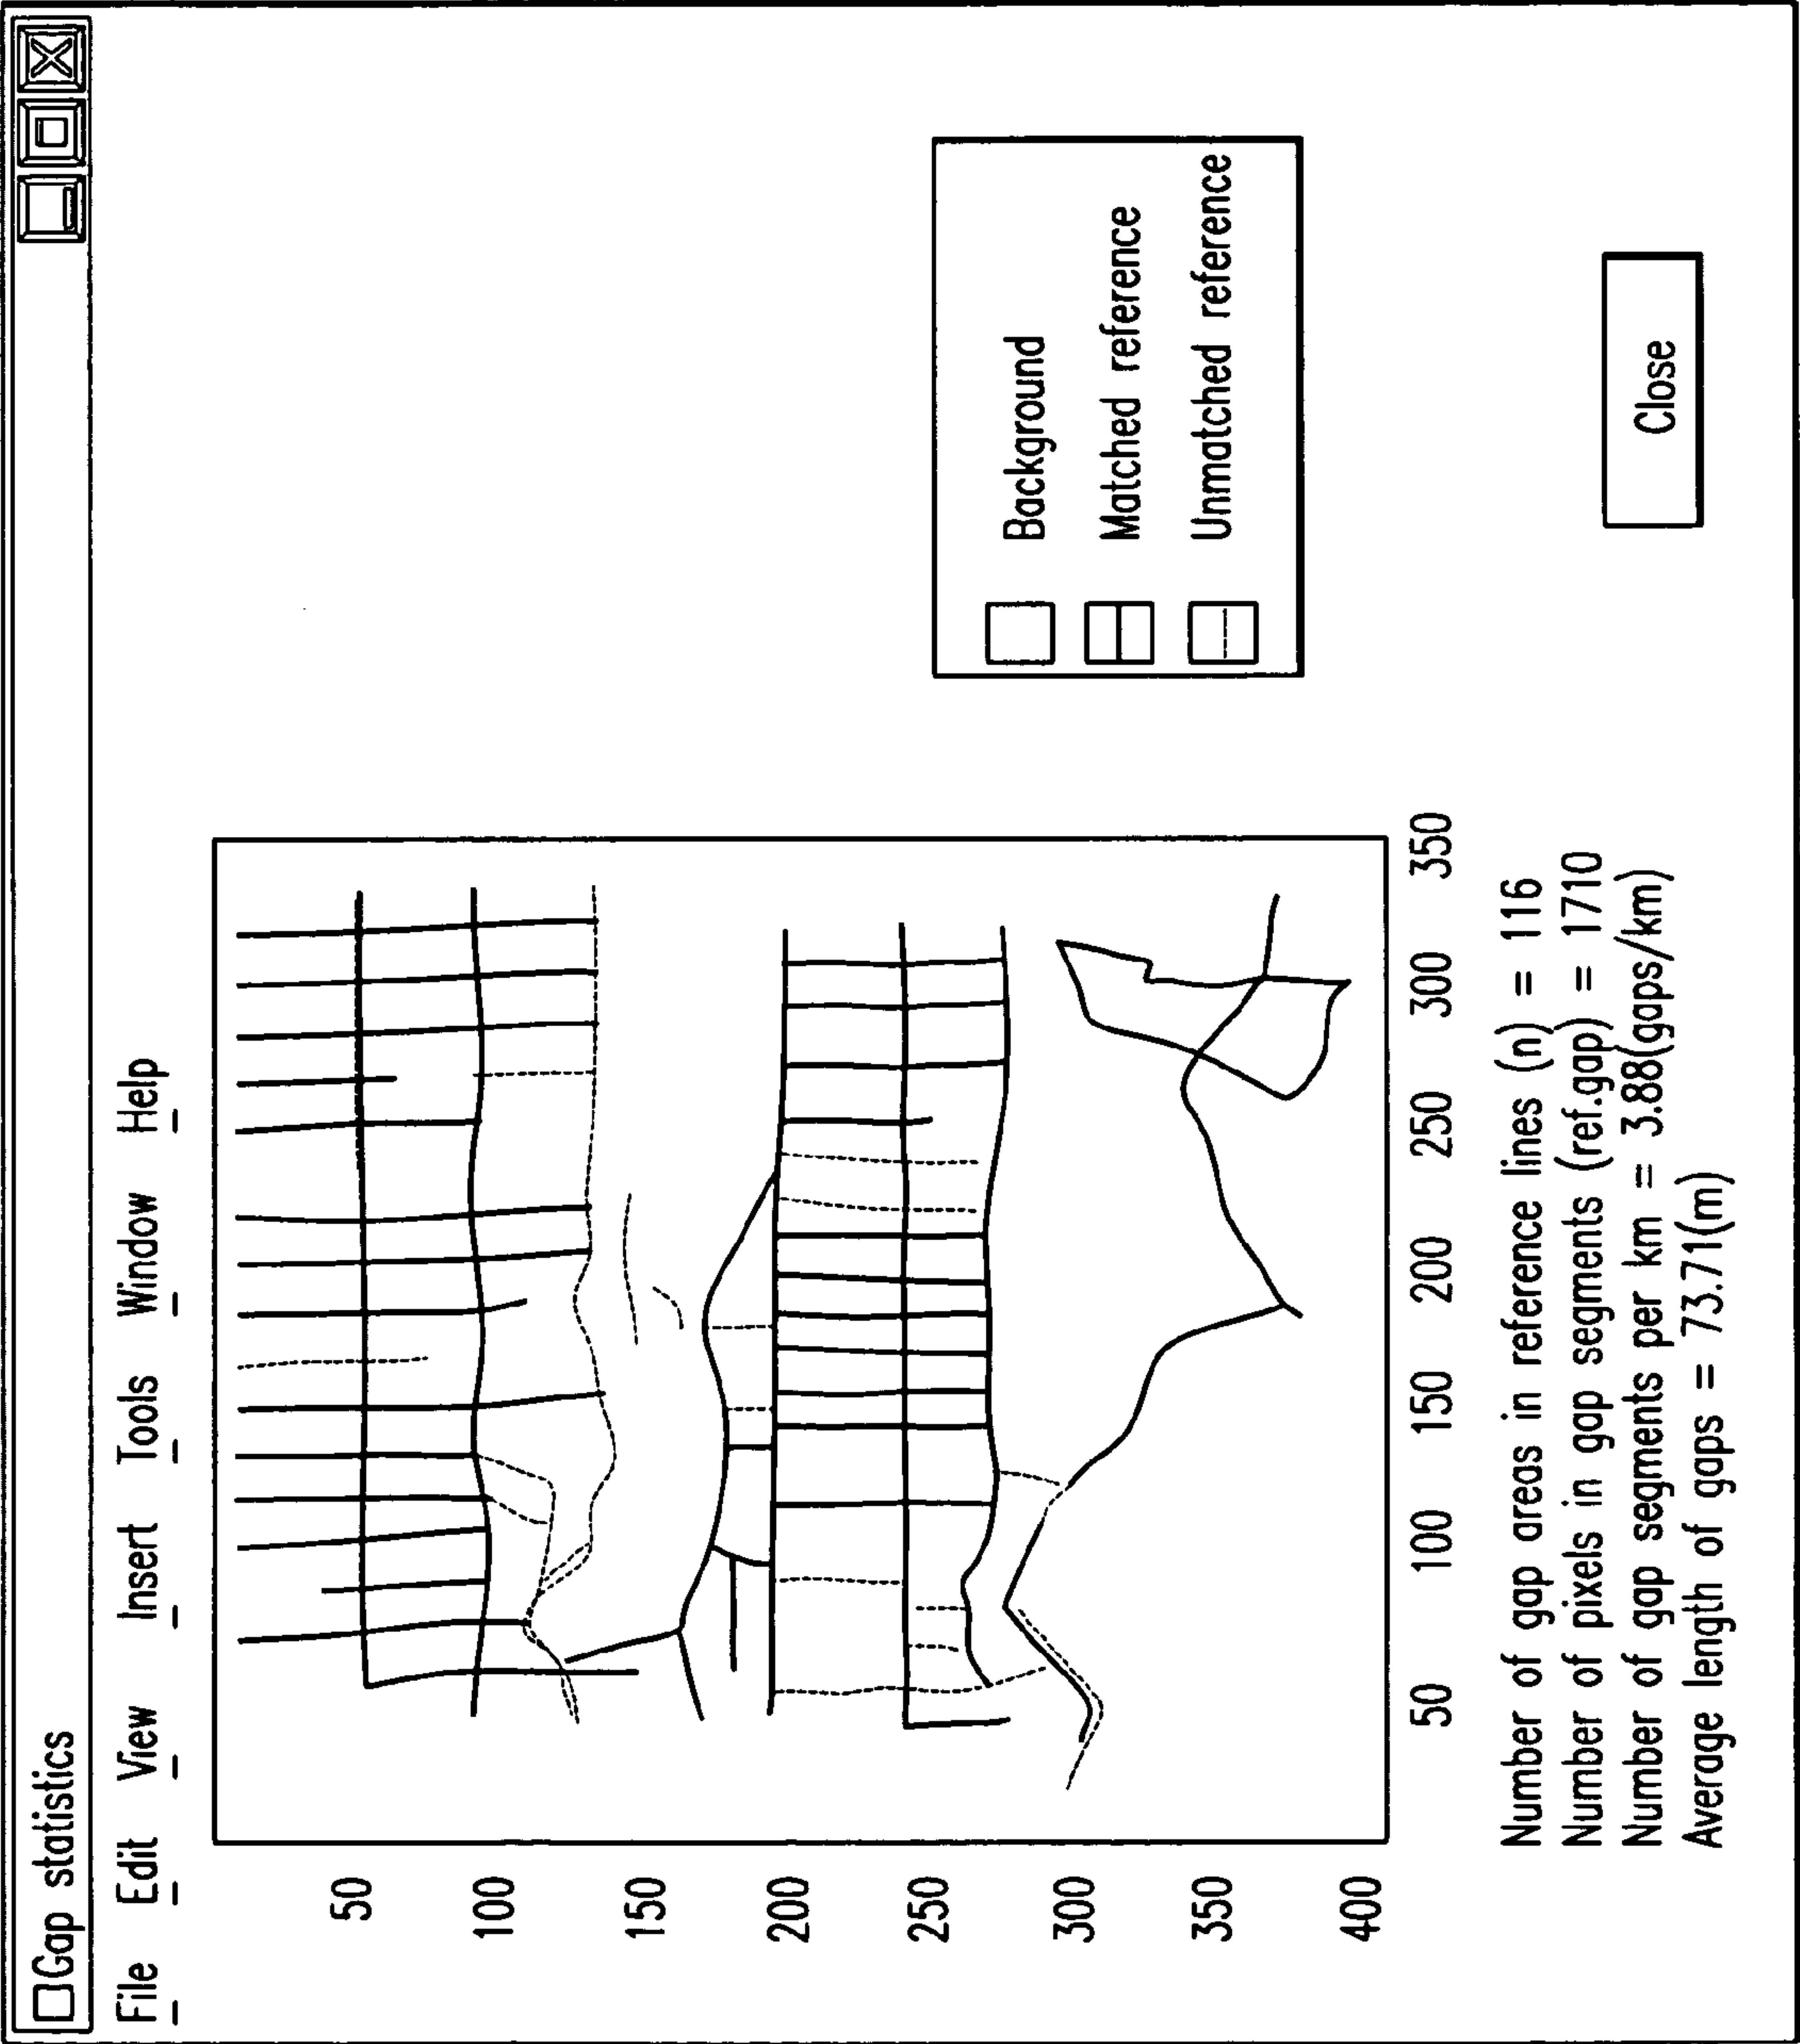 Gap statistics
File Edit View Insert Tools Window Help
50
100
150
200
250
300
350
400
50 100 150 200 250 300 350
Background
Matched reference
Unmatched reference
Number of gap areas in reference lines (n) = 116
Number of pixels in gap segments (ref.gap) = 1710
Number of gap segments per km = 3.88(gaps/km)
Average length of gaps = 73.71(m)
Close